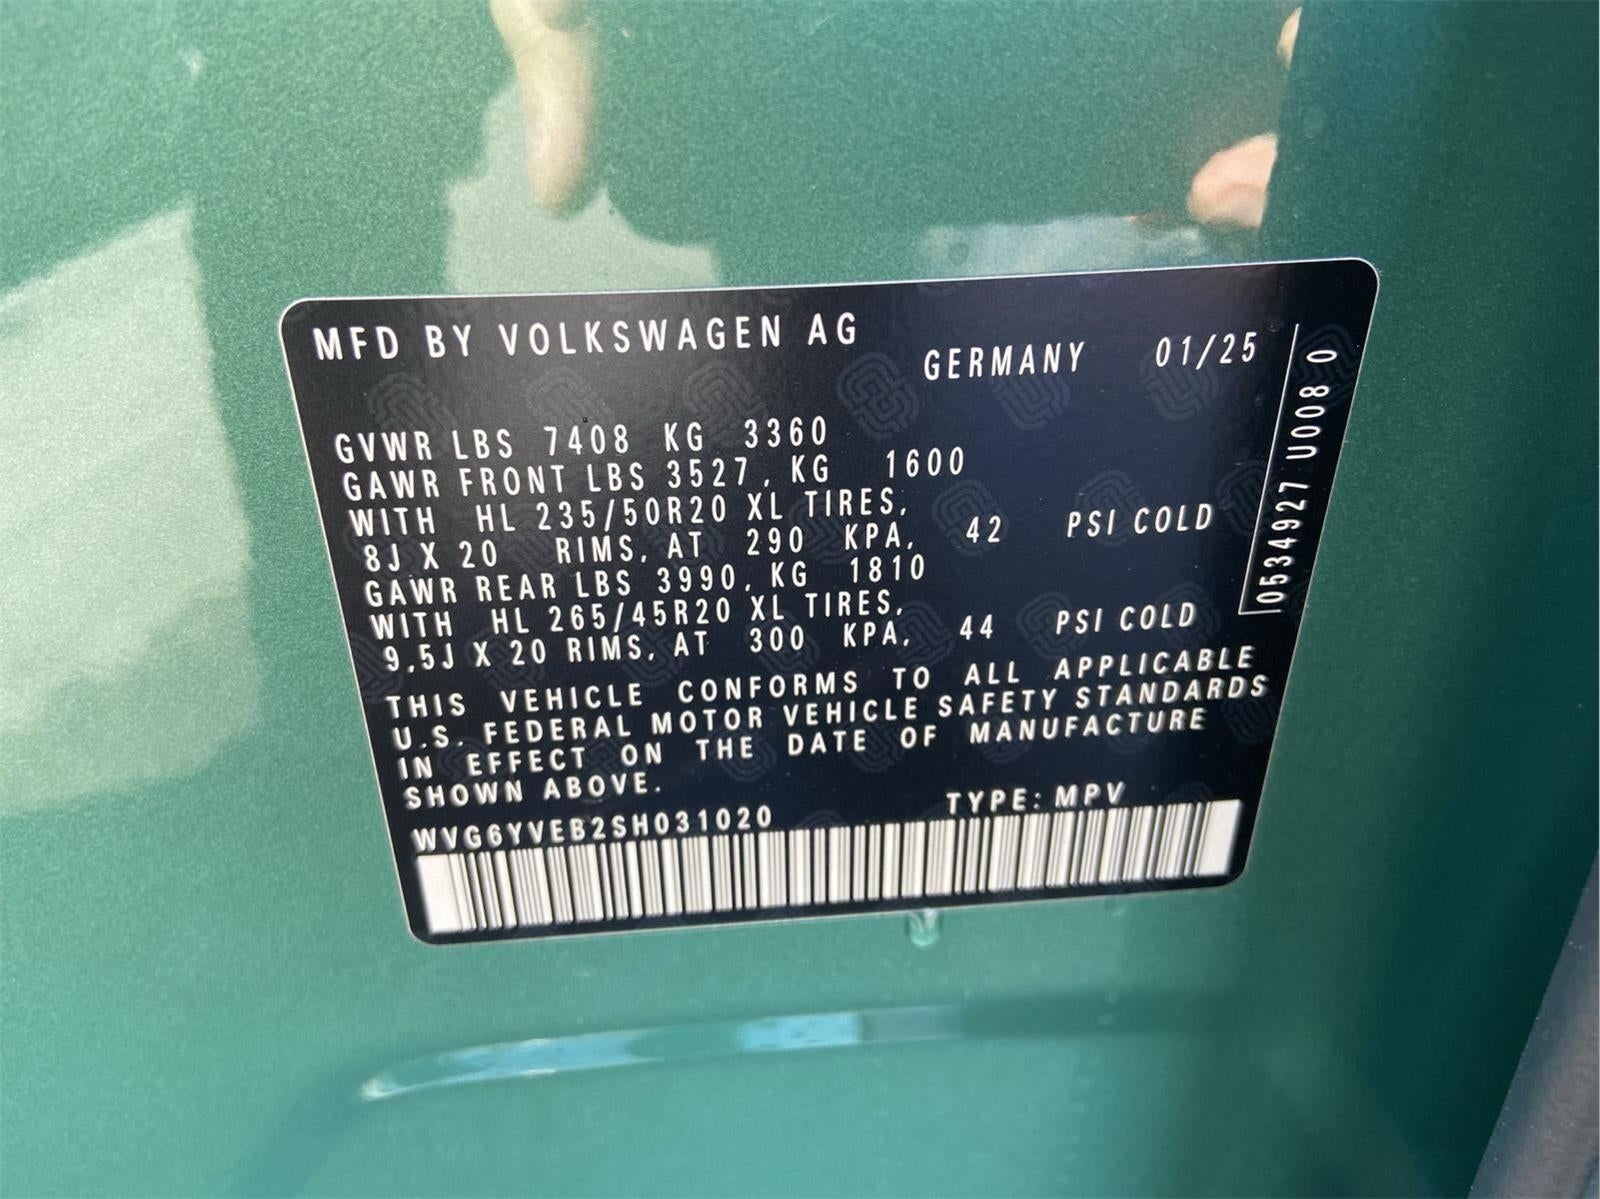 MFD BY VOLKSWAGEN AG
GERMANY 01/25
GVWR LBS 7408 KG 3360
GAWR FRONT LBS 3527, KG 1600
WITH HL 235/50R20 XL TIRES,
8J X 20 RIMS, AT 290 KPA, 42 PSI COLD
GAWR REAR LBS 3990, KG 1810
WITH HL 265/45R20 XL TIRES,
9,5J X 20 RIMS, AT 300 KPA, 44 PSI COLD
THIS VEHICLE CONFORMS TO ALL APPLICABLE
U.S. FEDERAL MOTOR VEHICLE SAFETY STANDARDS
IN EFFECT ON THE DATE OF MANUFACTURE
SHOWN ABOVE.
WVG6YVEB2SH031020 TYPE: MPV
0534927 U008 0